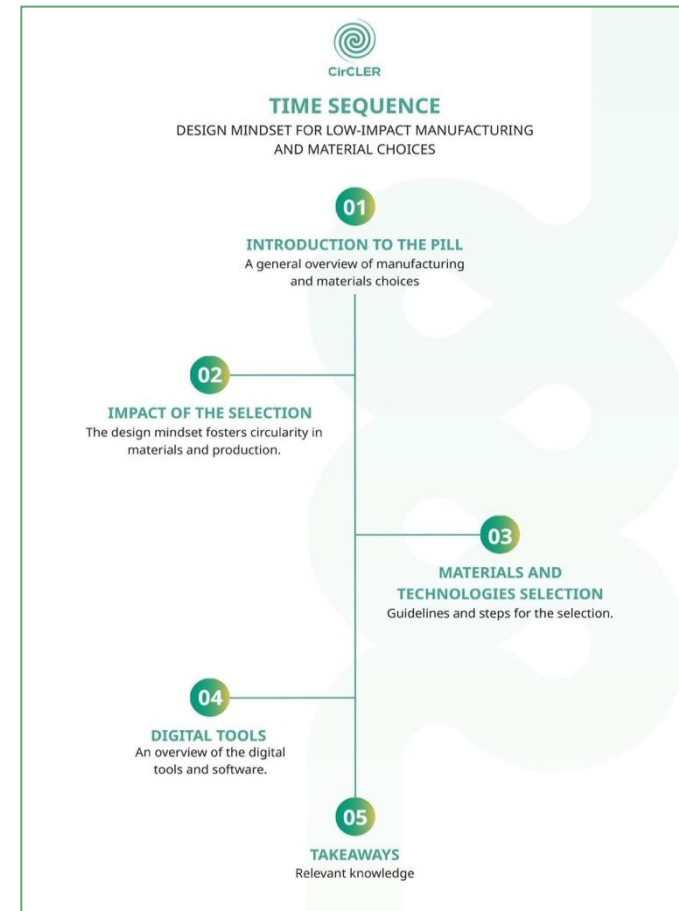 CirCLER
TIME SEQUENCE
DESIGN MINDSET FOR LOW-IMPACT MANUFACTURING
AND MATERIAL CHOICES
01
INTRODUCTION TO THE PILL
A general overview of manufacturing
and materials choices
02
IMPACT OF THE SELECTION
The design mindset fosters circularity in
materials and production.
03
MATERIALS AND
TECHNOLOGIES SELECTION
Guidelines and steps for the selection.
04
DIGITAL TOOLS
An overview of the digital
tools and software.
05
TAKEAWAYS
Relevant knowledge